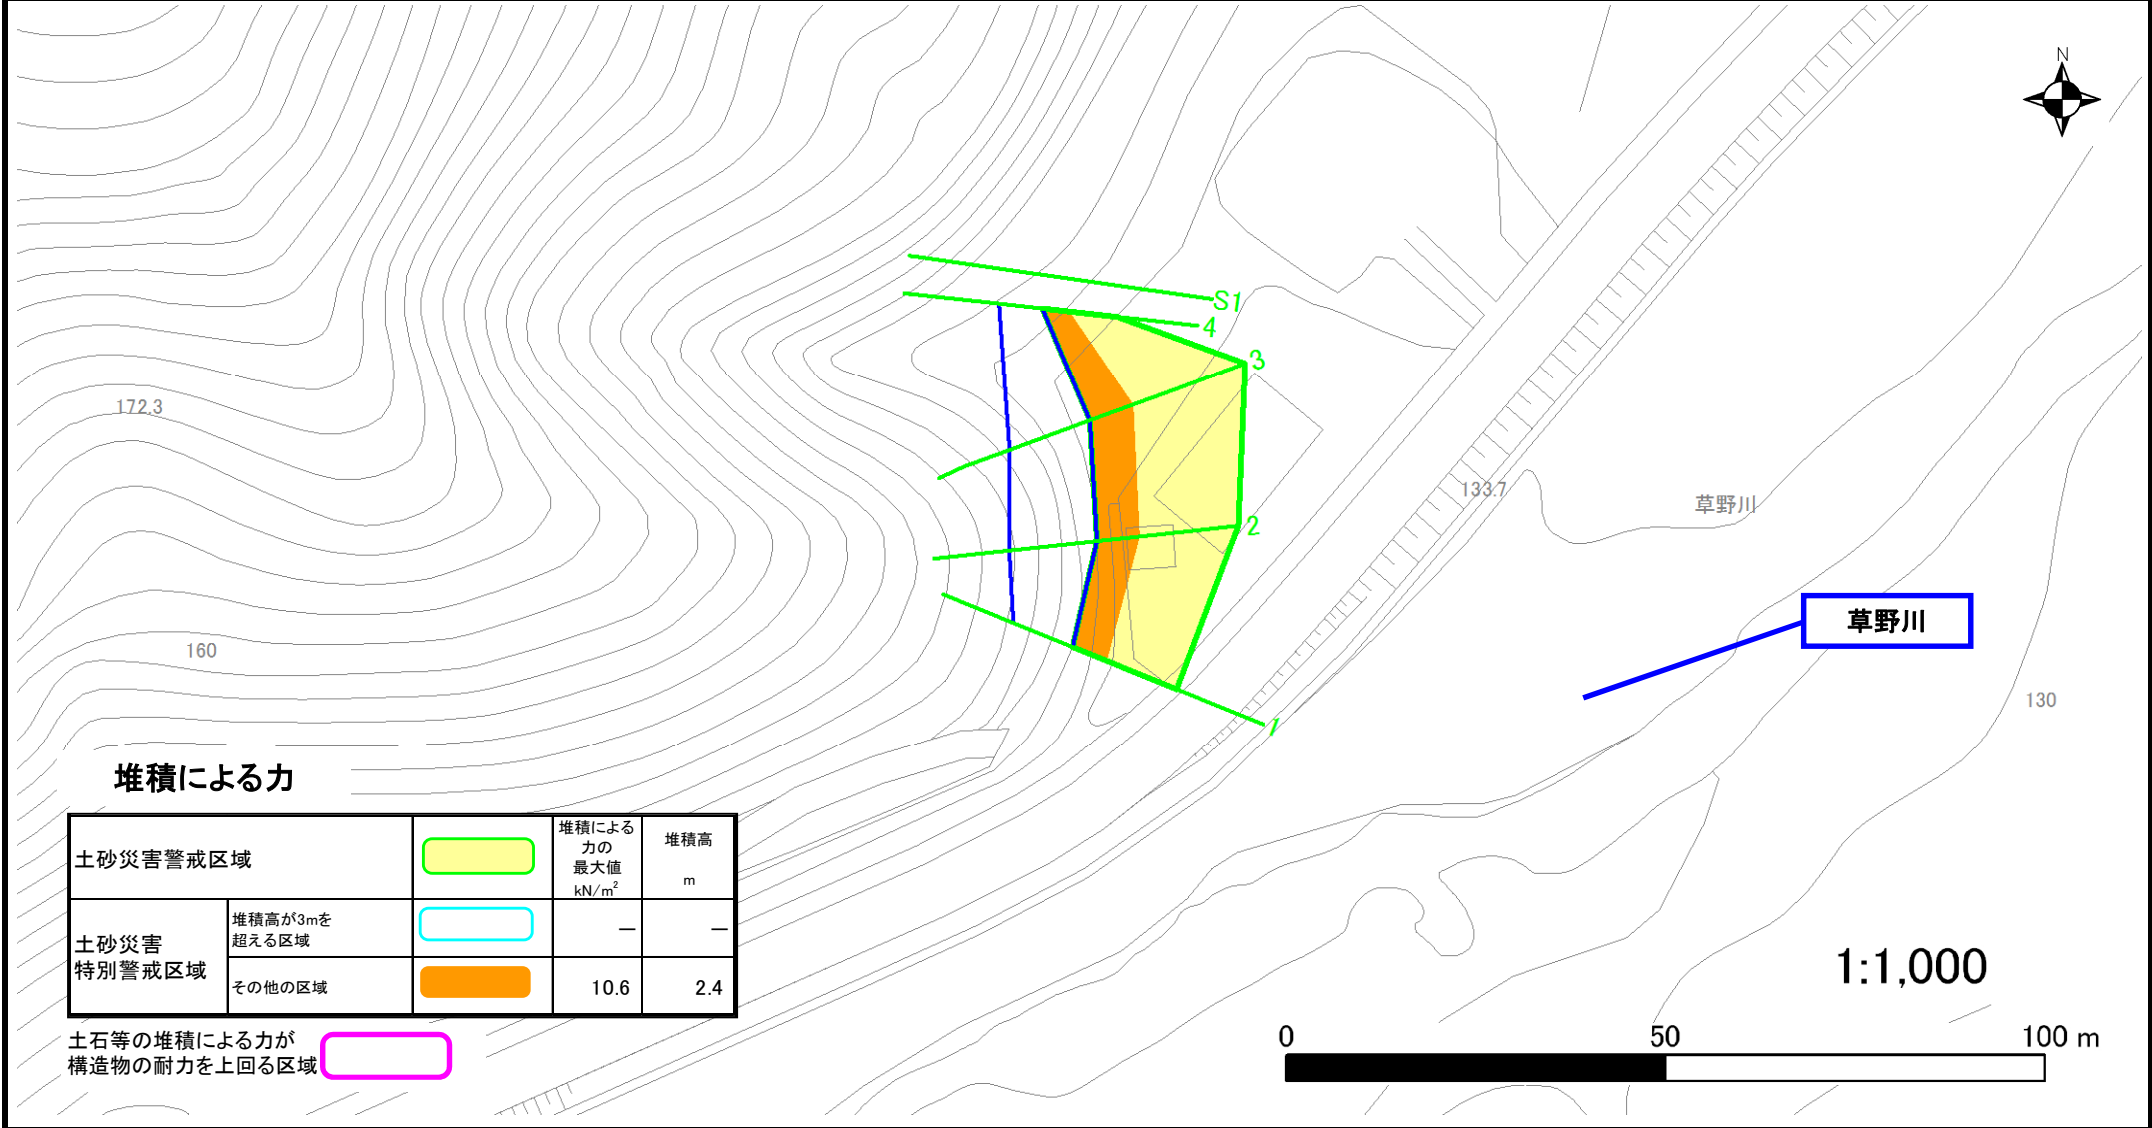 N
S1
4
3
172.3
133.7
草野川
2
草野川
160
130
1
堆積による力
土砂災害警戒区域
堆積による
力の
最大値
kN/m²
堆積高
m
土砂災害
特別警戒区域
堆積高が3mを
超える区域
—
—
その他の区域
10.6
2.4
土石等の堆積による力が
構造物の耐力を上回る区域
1:1,000
0
50
100 m